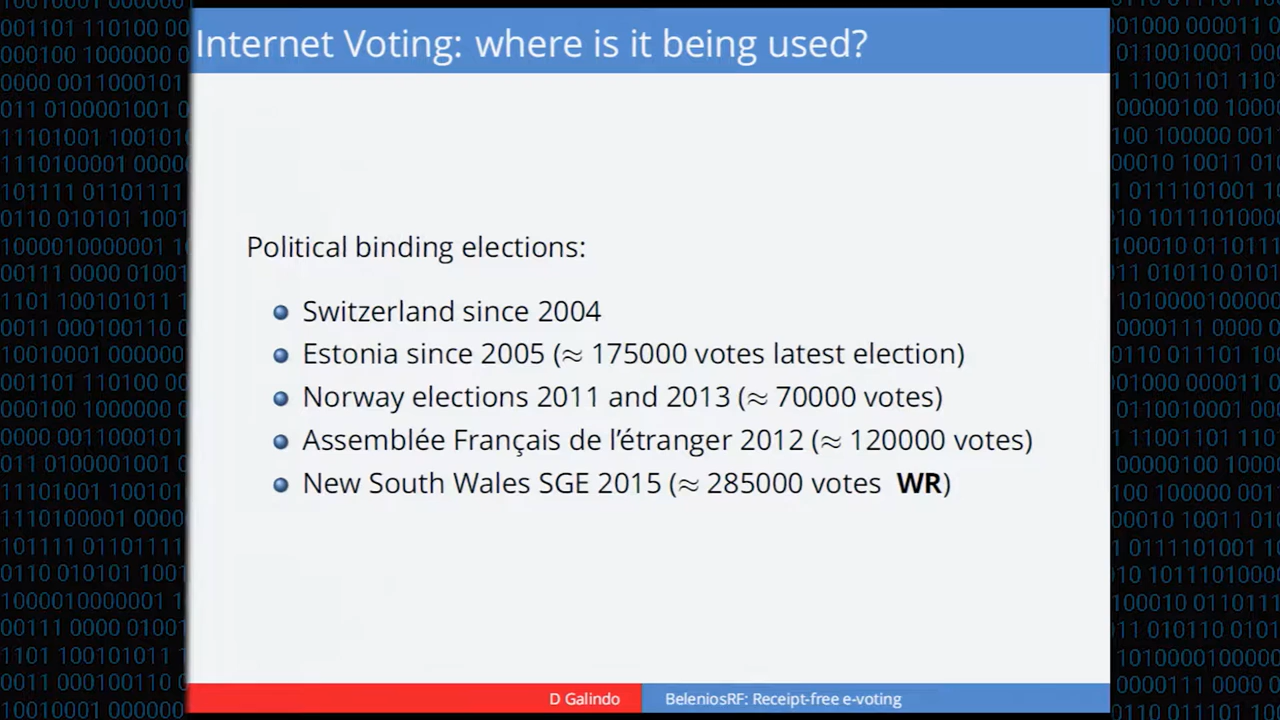 Internet Voting: where is it being used?
Political binding elections:
Switzerland since 2004
Estonia since 2005 (≈ 175000 votes latest election)
Norway elections 2011 and 2013 (≈ 70000 votes)
Assemblée Français de l'étranger 2012 (≈ 120000 votes)
New South Wales SGE 2015 (≈ 285000 votes WR)
D Galindo
BeleniosRF: Receipt-free e-voting